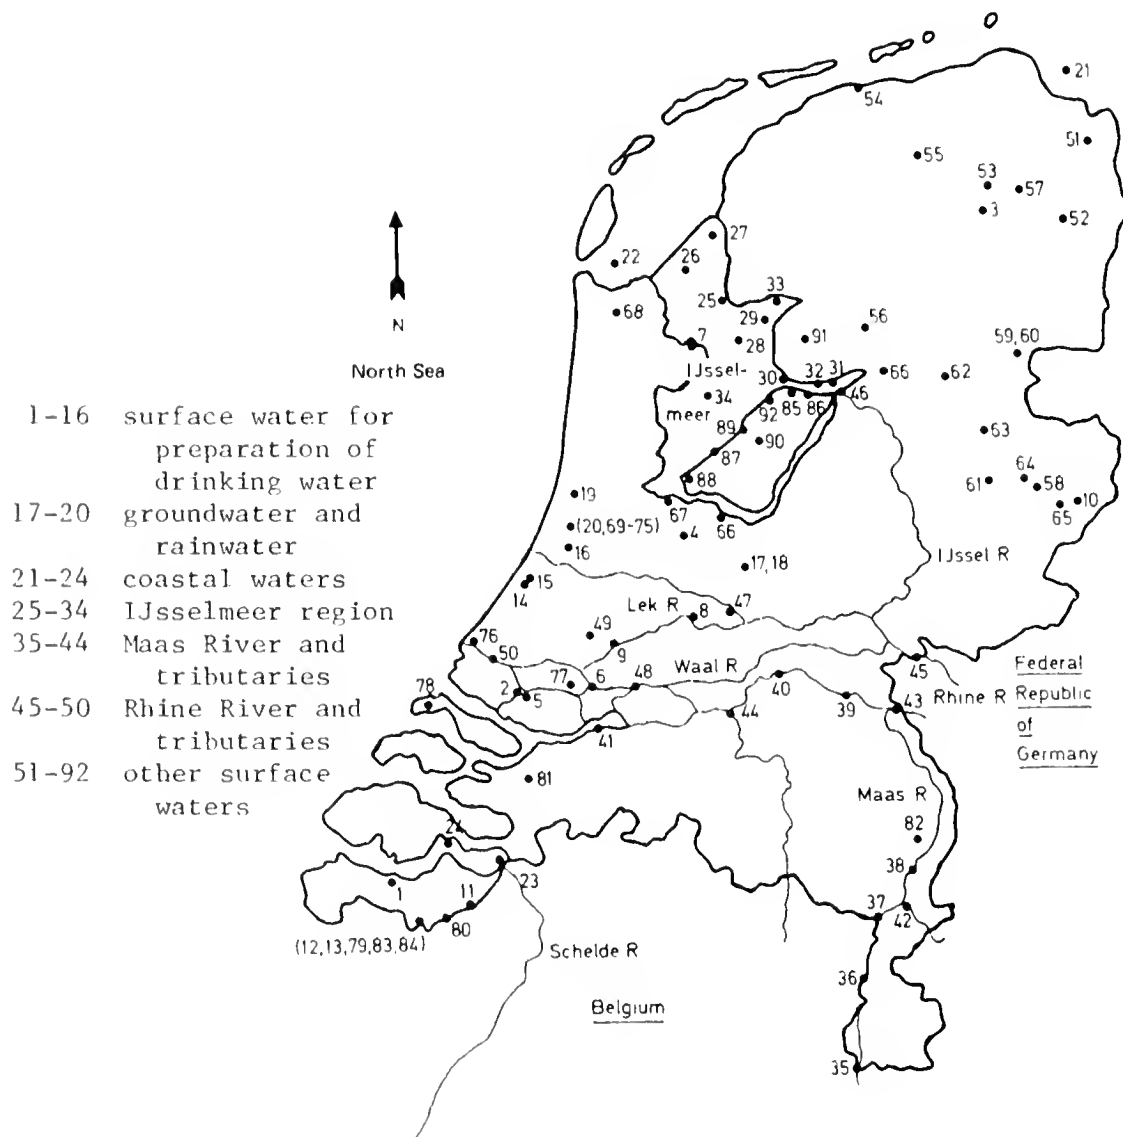 21
54
51
55
53
57
3
52
27
22
26
25
33
29
68
7
28
91
56
59,60
N
North Sea
IJssel-
meer
30
32
31
66
62
34
46
92
85
86
89
90
63
87
88
61
64
58
10
65
19
67
66
(20,69-75)
4
16
17,18
IJssel R
15
14
Lek R
8
47
49
76
9
50
Waal R
45
Federal
Republic
of
Germany
Rhine R
77
6
48
40
2
5
78
39
43
44
41
81
Maas R
82
24
38
23
1
11
37
42
80
(12,13,79,83,84)
Schelde R
36
Belgium
35
1-16 surface water for
preparation of
drinking water
17-20 groundwater and
rainwater
21-24 coastal waters
25-34 IJsselmeer region
35-44 Maas River and
tributaries
45-50 Rhine River and
tributaries
51-92 other surface
waters